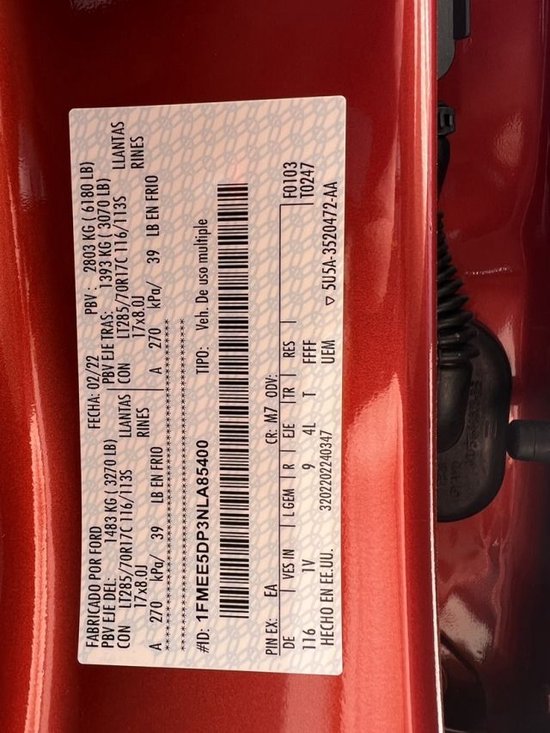 FABRICADO POR FORD FECHA: 02/22 PBV : 2803 KG ( 6180 LB)
PBV EJE DEL: 1483 KG ( 3270 LB) PBV EJE TRAS: 1393 KG ( 3070 LB)
CON LT285/70R17C 116/113S LLANTAS CON LT285/70R17C 116/113S LLANTAS
17x8.0J RINES 17x8.0J RINES
A 270 kPa/ 39 LB EN FRIO A 270 kPa/ 39 LB EN FRIO
#ID: 1FMEE5DP3NLA85400 TIPO: Veh. De uso multiple
PIN EX: EA CR: M7 ODV: F0103
DE VES IN LGEM R EJE TR RES T0247
116 1V 9 4L T FFFF
HECHO EN EE.UU. 3202202240347 UEM ▽ 5U5A-3520472-AA